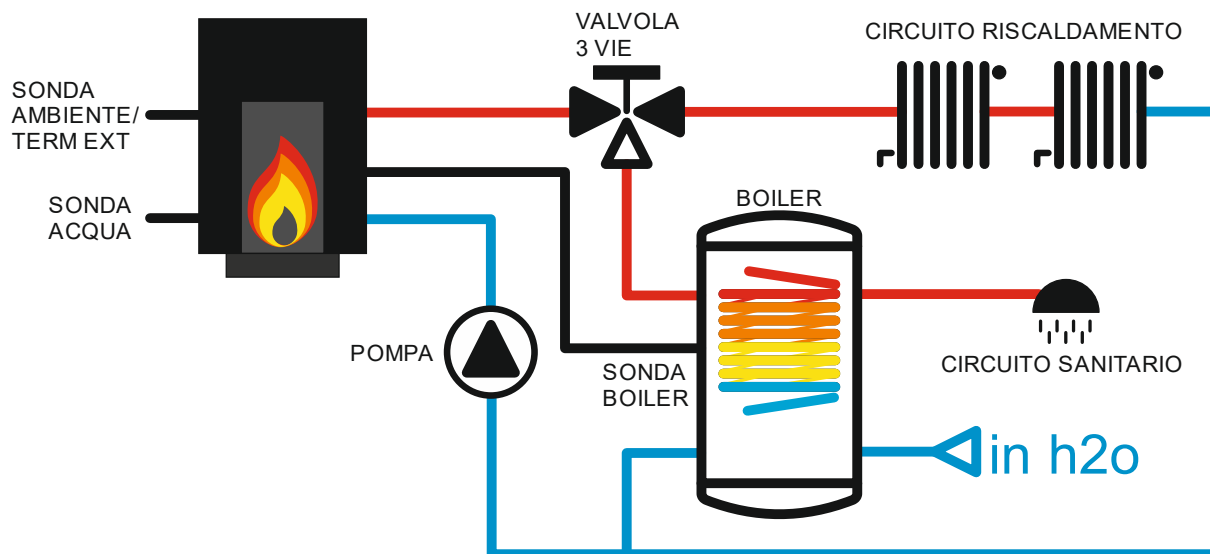 VALVOLA
3 VIE
CIRCUITO RISCALDAMENTO
SONDA
AMBIENTE/
TERM EXT
SONDA
ACQUA
BOILER
POMPA
SONDA
BOILER
CIRCUITO SANITARIO
in h2o